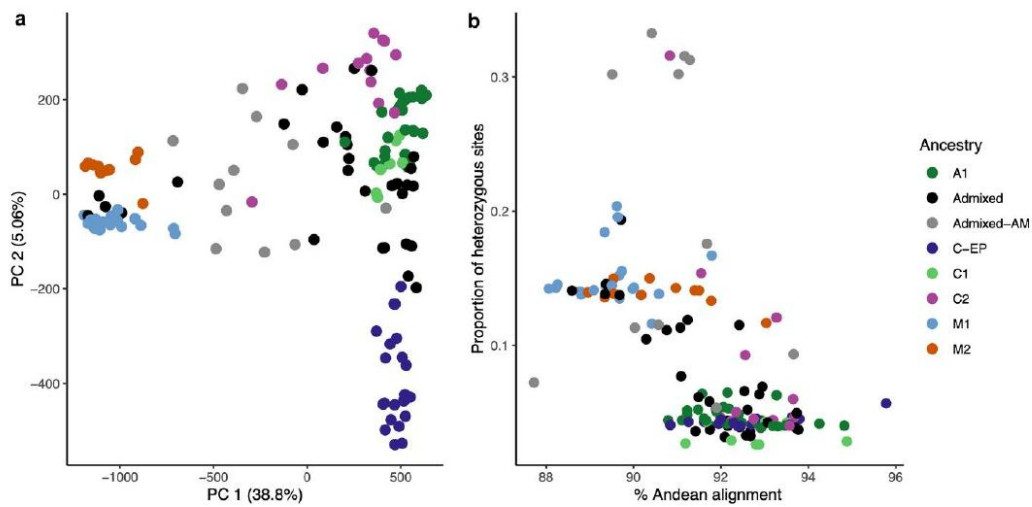 a
200
0
−200
−400
PC 2 (5.06%)
−1000
−500
0
500
PC 1 (38.8%)
b
0.3
0.2
0.1
Proportion of heterozygous sites
88
90
92
94
96
% Andean alignment
Ancestry
A1
Admixed
Admixed−AM
C−EP
C1
C2
M1
M2